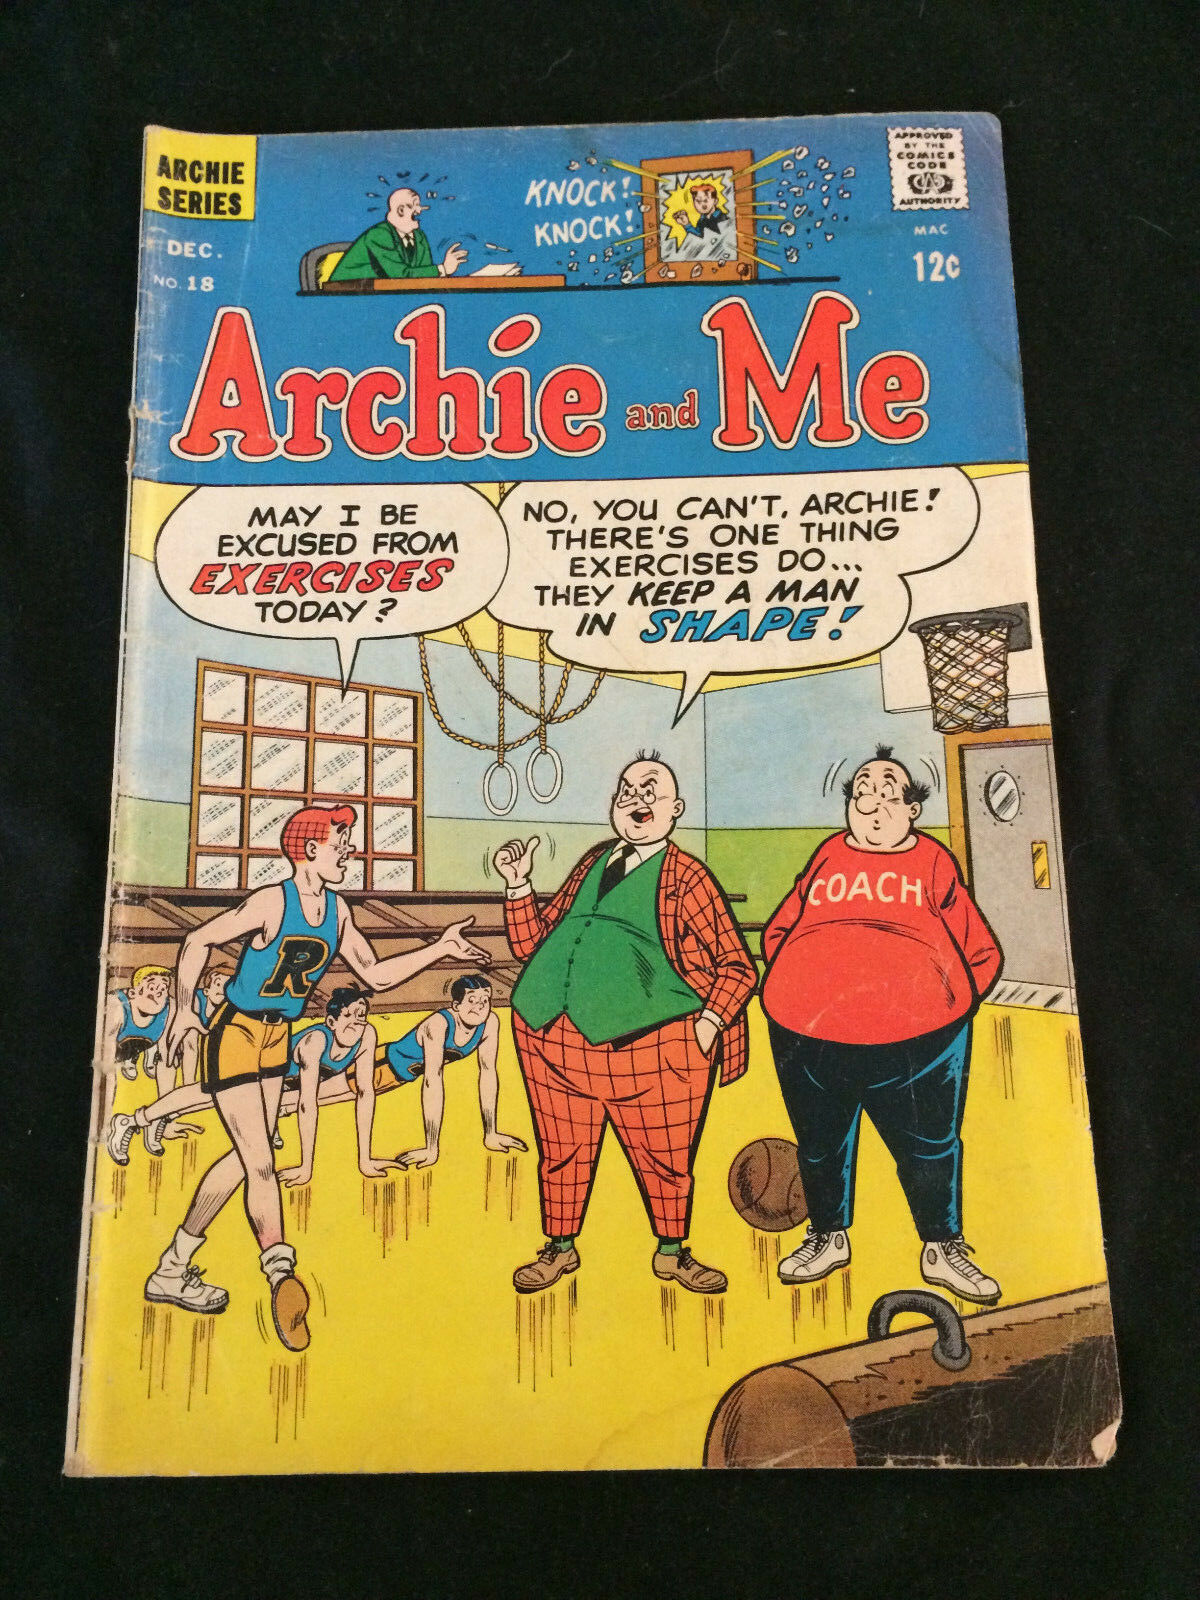 ARCHIE
SERIES
DEC.
NO. 18
KNOCK!
KNOCK!
APPROVED
BY THE
COMICS
CODE
AUTHORITY
MAC
12¢
Archie and Me
MAY I BE
EXCUSED FROM
EXERCISES
TODAY?
NO, YOU CAN'T, ARCHIE!
THERE'S ONE THING
EXERCISES DO...
THEY KEEP A MAN
IN SHAPE!
R
COACH